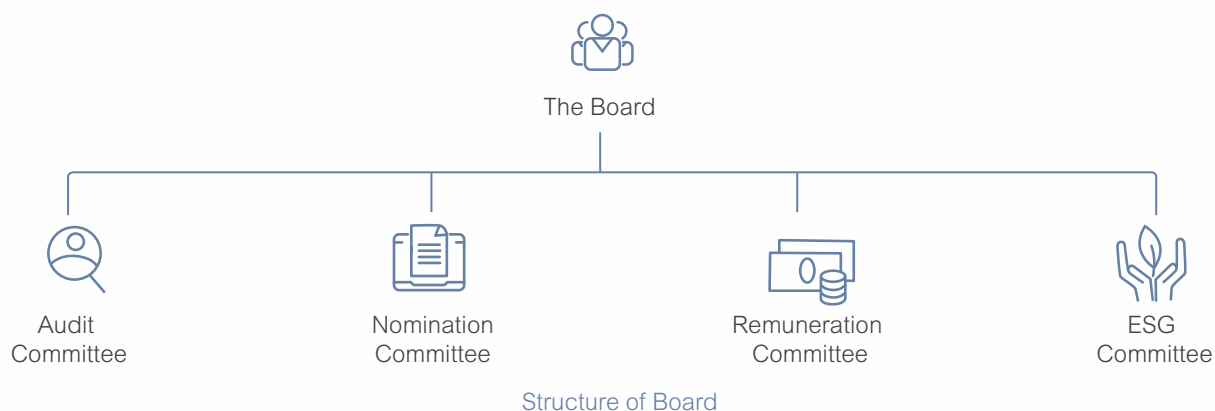 The Board
Audit
Committee
Nomination
Committee
Remuneration
Committee
ESG
Committee
Structure of Board